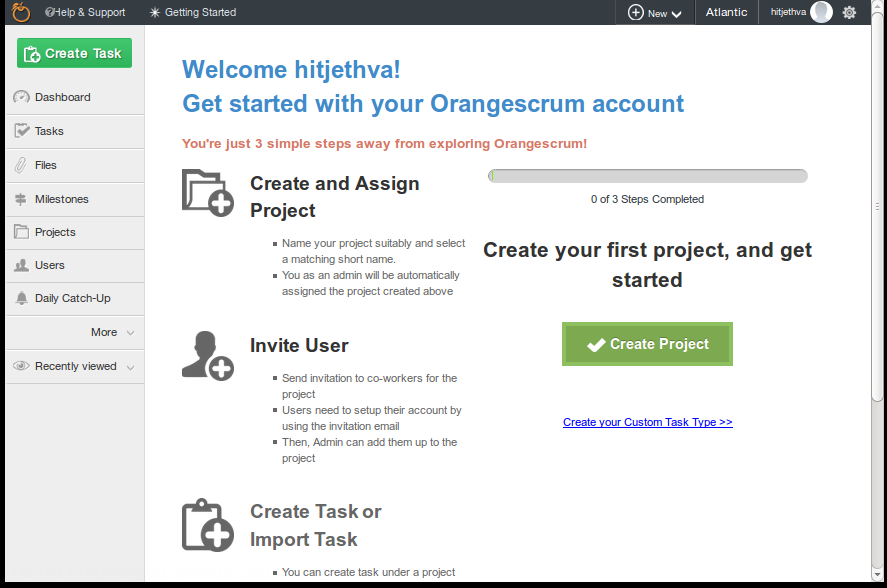 Help & Support
Getting Started
New
Atlantic
hitjethva
Create Task
Dashboard
Tasks
Files
Milestones
Projects
Users
Daily Catch-Up
More
Recently viewed
Welcome hitjethva!
Get started with your Orangescrum account
You're just 3 simple steps away from exploring Orangescrum!
Create and Assign
Project
Name your project suitably and select
a matching short name.
You as an admin will be automatically
assigned the project created above
Invite User
Send invitation to co-workers for the
project
Users need to setup their account by
using the invitation email
Then, Admin can add them up to the
project
Create Task or
Import Task
You can create task under a project
0 of 3 Steps Completed
Create your first project, and get
started
Create Project
Create your Custom Task Type >>